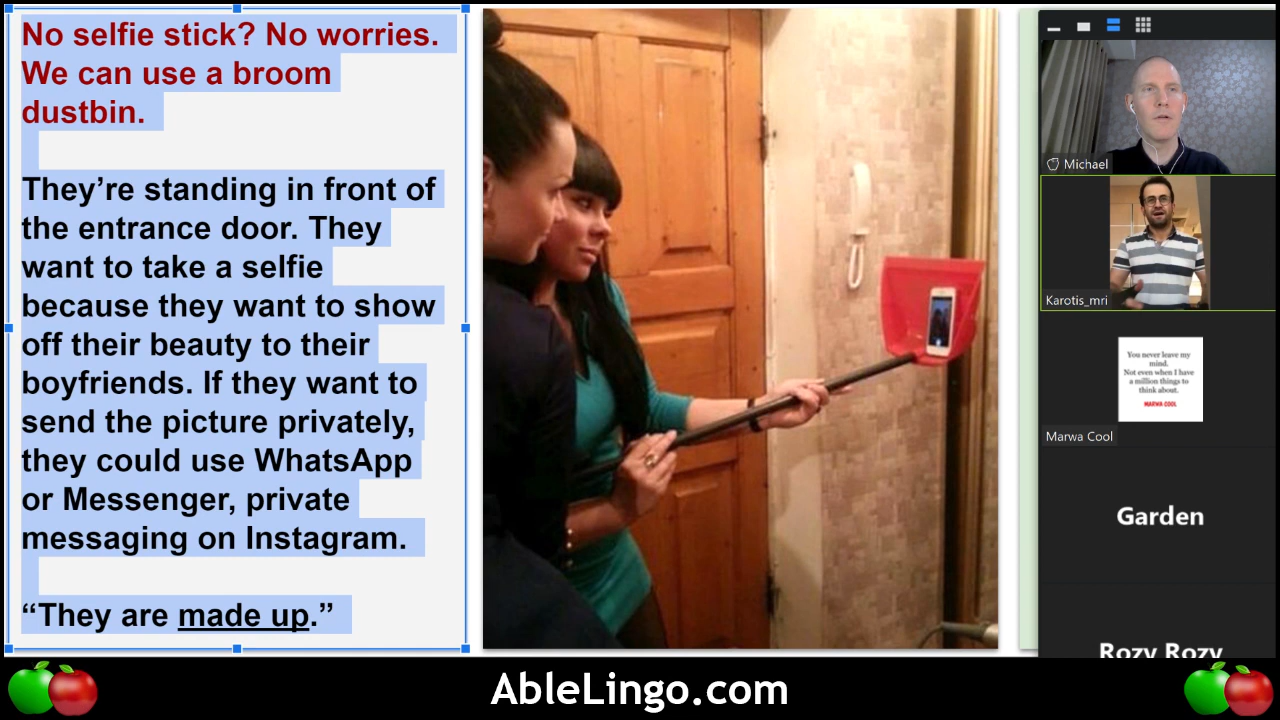 No selfie stick? No worries.
We can use a broom
dustbin.
They’re standing in front of
the entrance door. They
want to take a selfie
because they want to show
off their beauty to their
boyfriends. If they want to
send the picture privately,
they could use WhatsApp
or Messenger, private
messaging on Instagram.
“They are made up.”
Michael
Karotis_mri
You never leave my
mind.
Not even when I have
a million things to
think about.
MARWA COOL
Marwa Cool
Garden
Rozy Rozy
AbleLingo.com